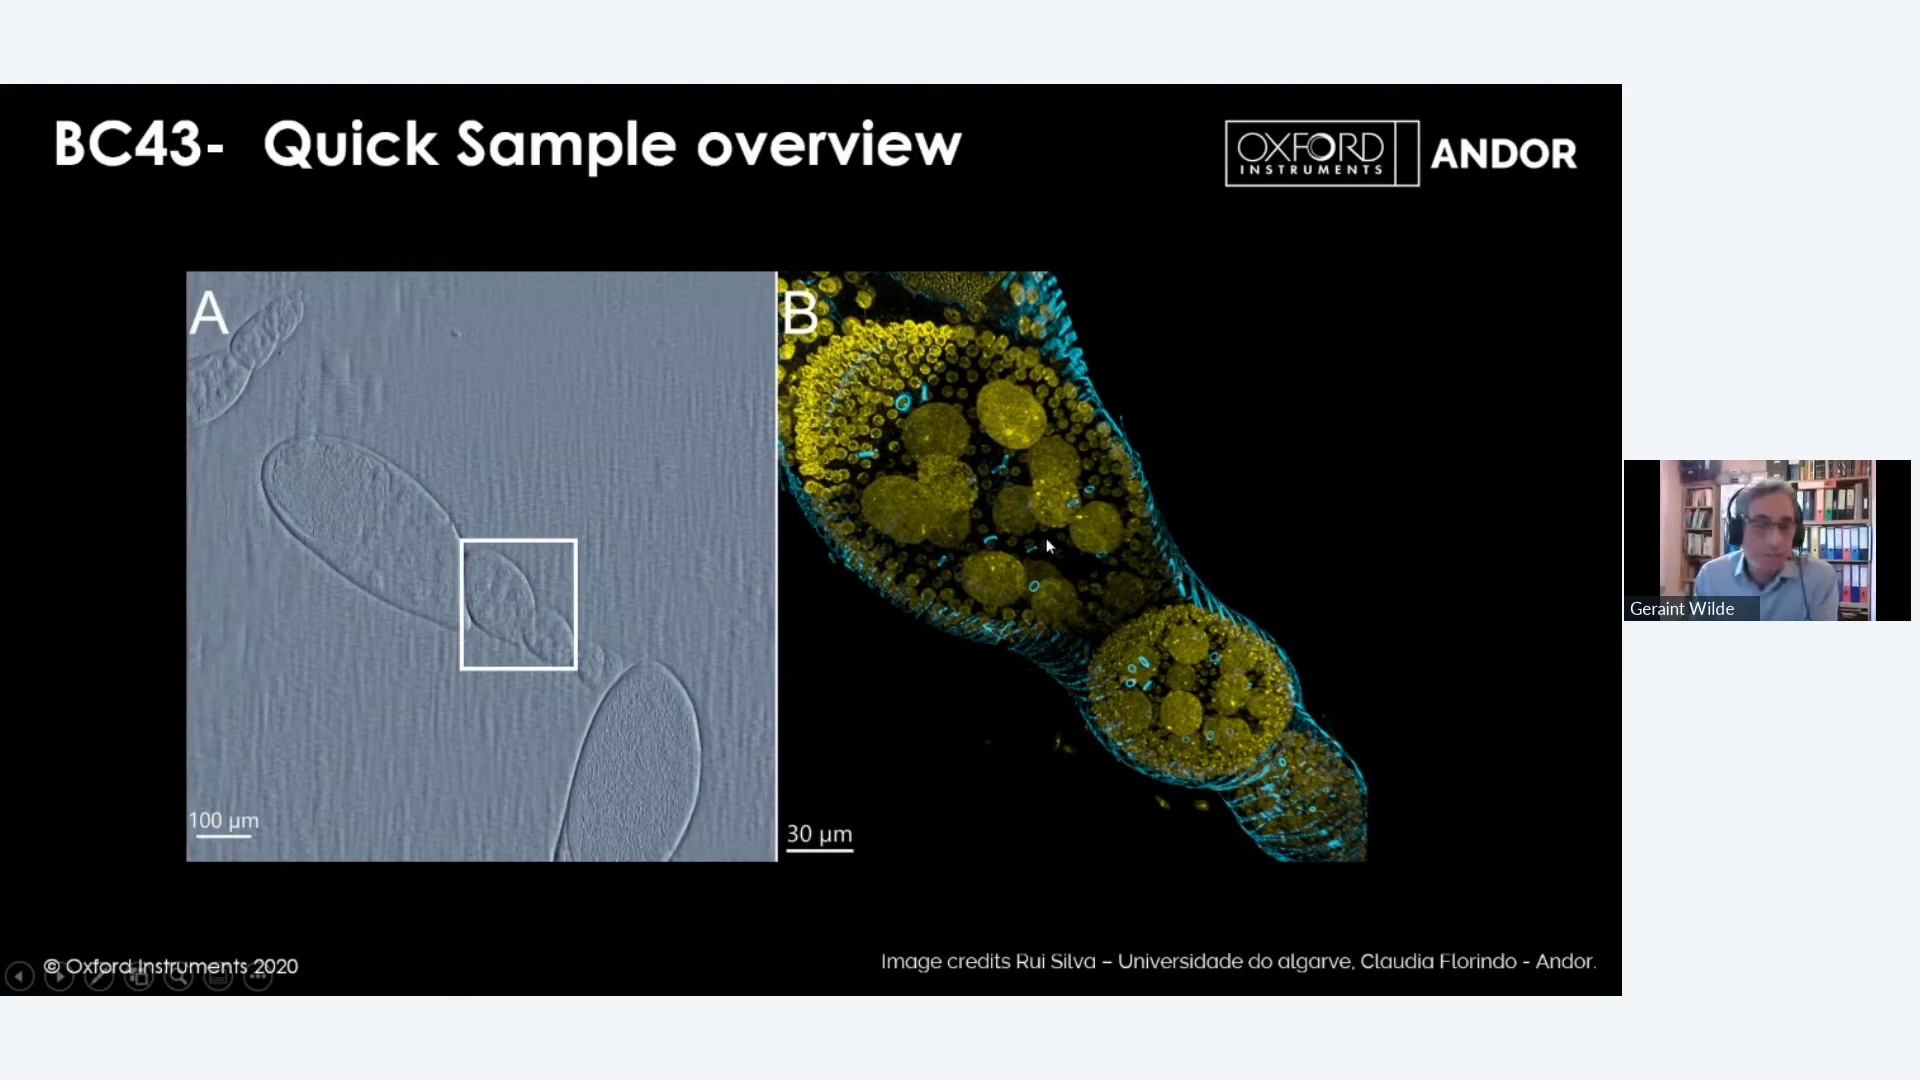 BC43-  Quick Sample overview
OXFORD
INSTRUMENTS
ANDOR
A
B
100 µm
30 µm
Geraint Wilde
© Oxford Instruments 2020
Image credits Rui Silva – Universidade do algarve, Claudia Florindo - Andor.